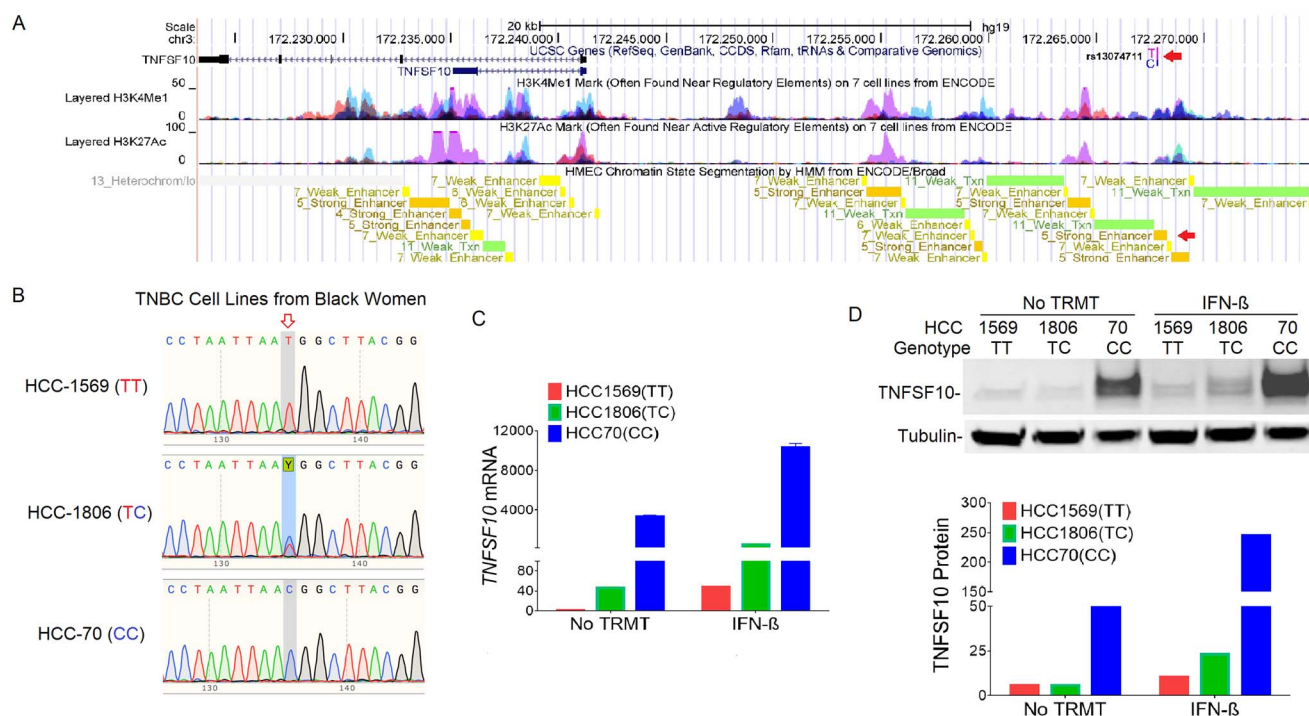 A
Scale
20 kb
hg19
chr3:
172,230,000
172,235,000
172,240,000
172,245,000
172,250,000
172,255,000
172,260,000
172,265,000
172,270,000
UCSC Genes (RefSeq, GenBank, CCDS, Rfam, tRNAs & Comparative Genomics)
TNFSF10
TNFSF10
rs13074711
T
C
H3K4Me1 Mark (Often Found Near Regulatory Elements) on 7 cell lines from ENCODE
50
Layered H3K4Me1
0
H3K27Ac Mark (Often Found Near Active Regulatory Elements) on 7 cell lines from ENCODE
100
Layered H3K27Ac
0
HMEC Chromatin State Segmentation by HMM from ENCODE/Broad
13_Heterochrom/lo
7_Weak_Enhancer
11_Weak_Txn
7_Weak_Enhancer
7_Weak_Enhancer
6_Weak_Enhancer
5_Strong_Enhancer
7_Weak_Enhancer
11_Weak_Txn
5_Strong_Enhancer
6_Weak_Enhancer
7_Weak_Enhancer
5_Strong_Enhancer
7_Weak_Enhancer
4_Strong_Enhancer
7_Weak_Enhancer
11_Weak_Txn
7_Weak_Enhancer
5_Strong_Enhancer
6_Weak_Enhancer
11_Weak_Txn
7_Weak_Enhancer
7_Weak_Enhancer
5_Strong_Enhancer
11_Weak_Txn
5_Strong_Enhancer
7_Weak_Enhancer
7_Weak_Enhancer
11_Weak_Txn
5_Strong_Enhancer
B
TNBC Cell Lines from Black Women
C C T A A T T A A T G G C T T A C G G
HCC-1569 (TT)
130
140
C C T A A T T A A Y G G C T T A C G G
HCC-1806 (TC)
130
140
C C T A A T T A A C G G C T T A C G G
HCC-70 (CC)
130
140
C
HCC1569(TT)
HCC1806(TC)
HCC70(CC)
TNFSF10 mRNA
12000
8000
4000
80
60
40
20
0
No TRMT
IFN-ß
D
No TRMT
IFN-ß
HCC 1569 1806 70 1569 1806 70
Genotype TT TC CC TT TC CC
TNFSF10-
Tubulin-
HCC1569(TT)
HCC1806(TC)
HCC70(CC)
TNFSF10 Protein
300
250
200
150
50
25
0
No TRMT
IFN-ß